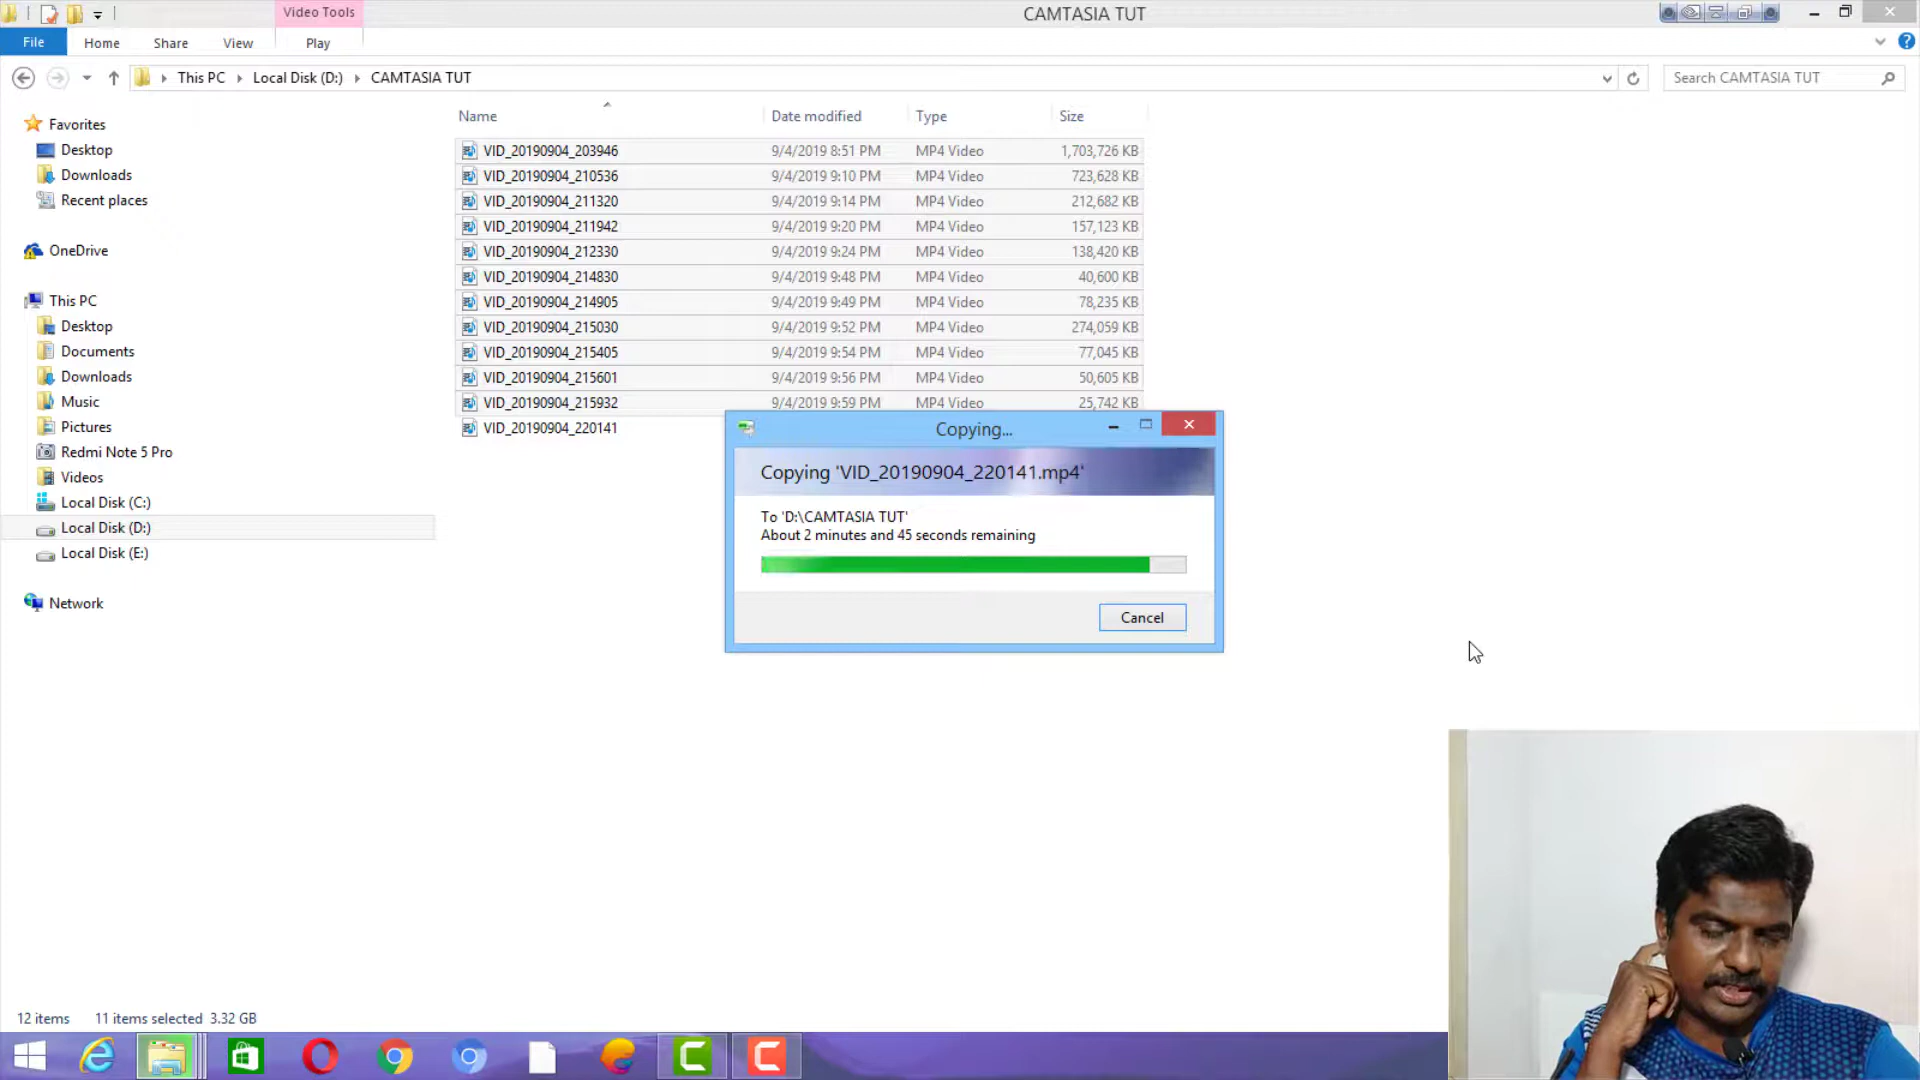 Video Tools
CAMTASIA TUT
File
Home
Share
View
Play
This PC
Local Disk (D:)
CAMTASIA TUT
Search CAMTASIA TUT
Name
Date modified
Type
Size
Favorites
Desktop
Downloads
Recent places
OneDrive
This PC
Desktop
Documents
Downloads
Music
Pictures
Redmi Note 5 Pro
Videos
Local Disk (C:)
Local Disk (D:)
Local Disk (E:)
Network
VID_20190904_203946 9/4/2019 8:51 PM MP4 Video 1,703,726 KB
VID_20190904_210536 9/4/2019 9:10 PM MP4 Video 723,628 KB
VID_20190904_211320 9/4/2019 9:14 PM MP4 Video 212,682 KB
VID_20190904_211942 9/4/2019 9:20 PM MP4 Video 157,123 KB
VID_20190904_212330 9/4/2019 9:24 PM MP4 Video 138,420 KB
VID_20190904_214830 9/4/2019 9:48 PM MP4 Video 40,600 KB
VID_20190904_214905 9/4/2019 9:49 PM MP4 Video 78,235 KB
VID_20190904_215030 9/4/2019 9:52 PM MP4 Video 274,059 KB
VID_20190904_215405 9/4/2019 9:54 PM MP4 Video 77,045 KB
VID_20190904_215601 9/4/2019 9:56 PM MP4 Video 50,605 KB
VID_20190904_215932 9/4/2019 9:59 PM MP4 Video 25,742 KB
VID_20190904_220141
Copying...
Copying 'VID_20190904_220141.mp4'
To 'D:\CAMTASIA TUT'
About 2 minutes and 45 seconds remaining
Cancel
12 items 11 items selected 3.32 GB